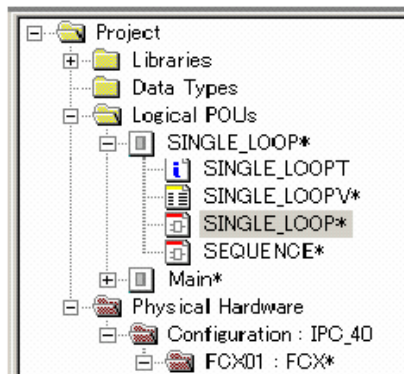 Project
Libraries
Data Types
Logical POUs
SINGLE_LOOP*
SINGLE_LOOPT
SINGLE_LOOPV*
SINGLE_LOOP*
SEQUENCE*
Main*
Physical Hardware
Configuration : IPC_40
FCX01 : FCX*